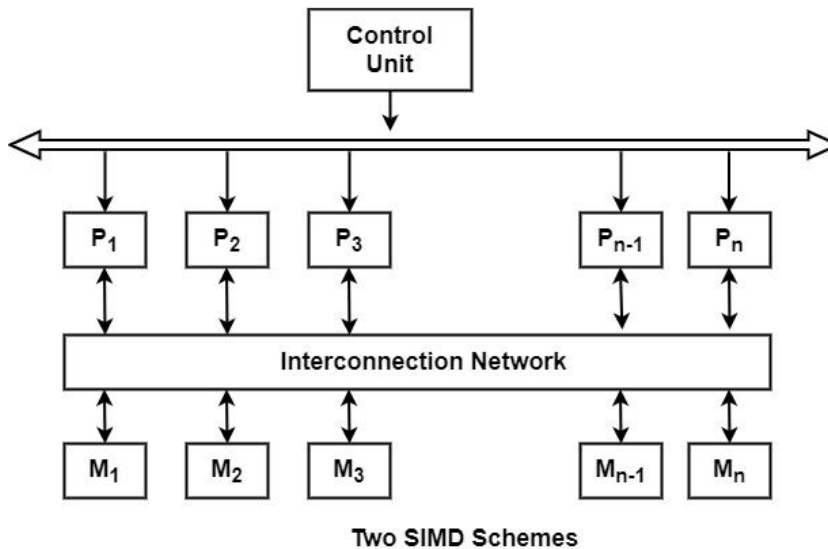 Control
Unit
P1 P2 P3 Pn-1 Pn
Interconnection Network
M1 M2 M3 Mn-1 Mn
Two SIMD Schemes